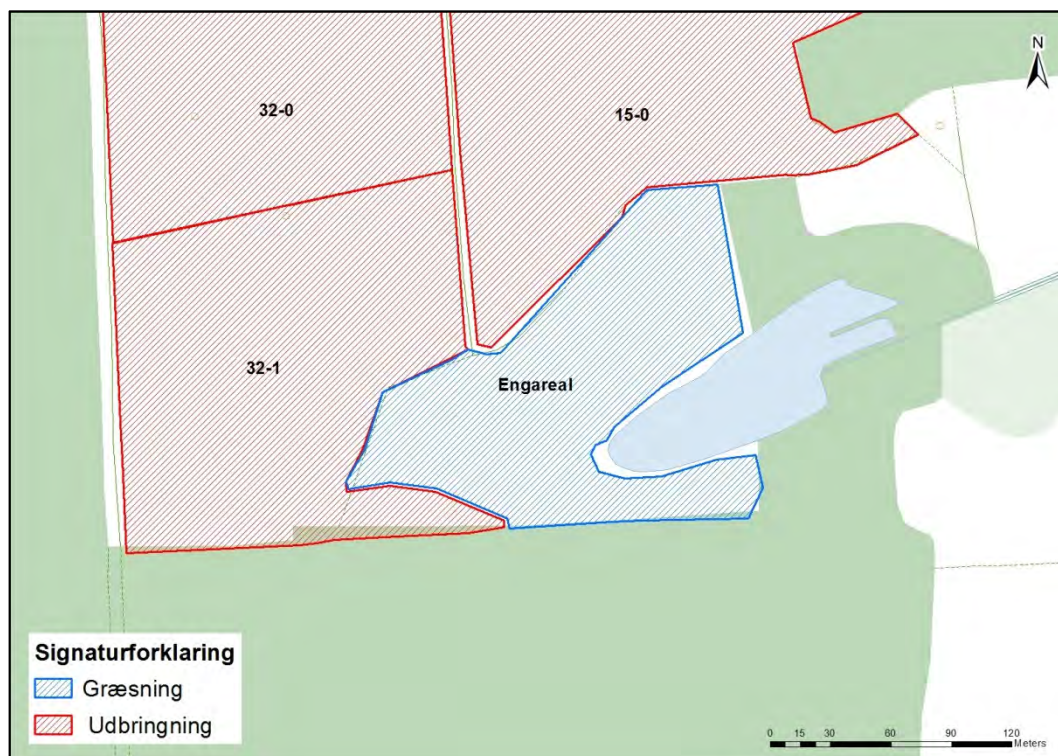 N
32-0
15-0
32-1
Engareal
Signaturforklaring
Græsning
Udbringning
0 15 30 60 90 120
Meters